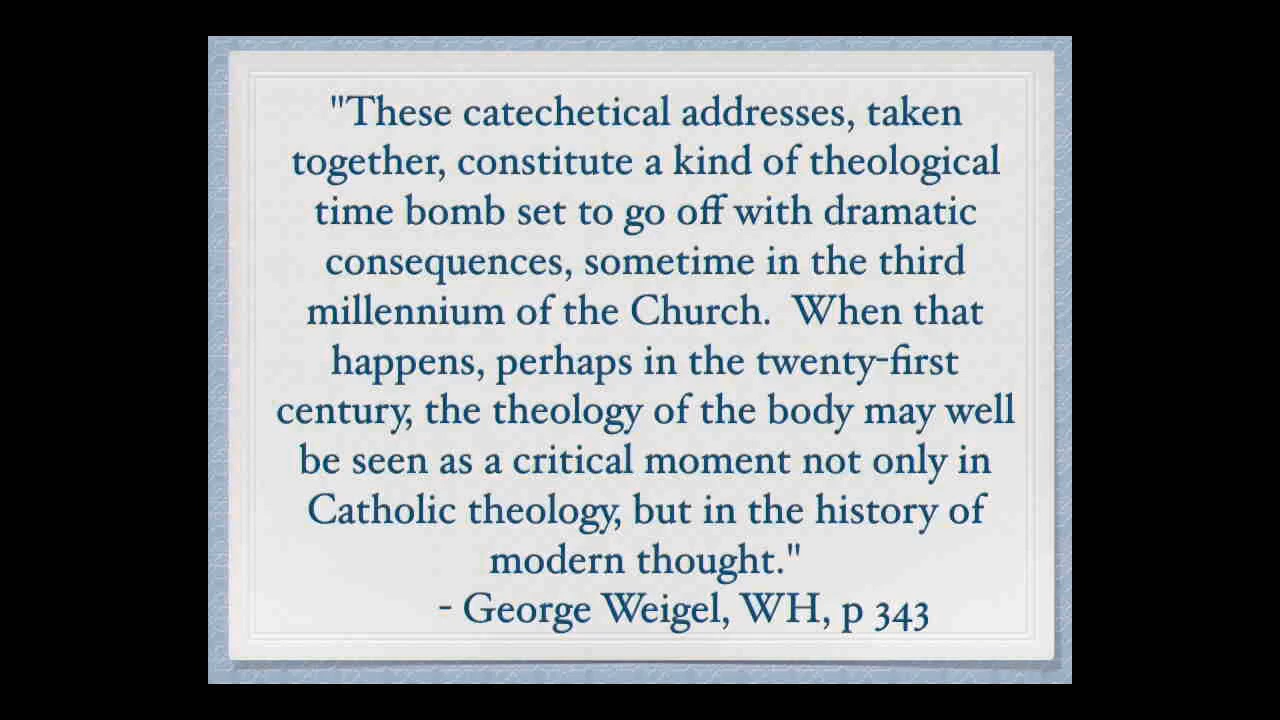 "These catechetical addresses, taken
together, constitute a kind of theological
time bomb set to go off with dramatic
consequences, sometime in the third
millennium of the Church.  When that
happens, perhaps in the twenty-first
century, the theology of the body may well
be seen as a critical moment not only in
Catholic theology, but in the history of
modern thought."
- George Weigel, WH, p 343